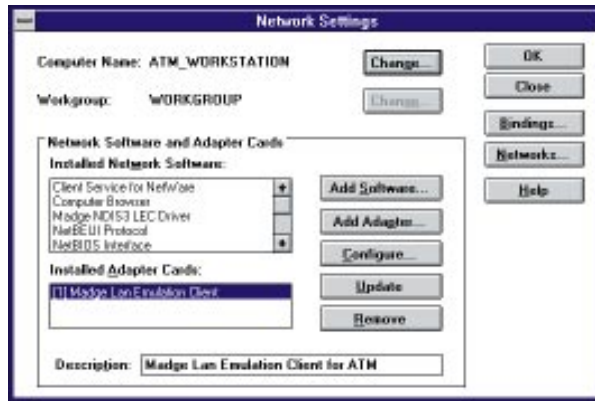 Network Settings
Computer Name: ATM_WORKSTATION
Change...
OK
Close
Workgroup: WORKGROUP
Change...
Bindings...
Networks...
Help
Network Software and Adapter Cards
Installed Network Software:
Client Service for NetWare
Computer Browser
Madge NDIS3 LEC Driver
NetBEUI Protocol
NetBIOS Interface
Add Software...
Add Adapter...
Configure...
Update
Remove
Installed Adapter Cards:
[1] Madge Lan Emulation Client
Description: Madge Lan Emulation Client for ATM